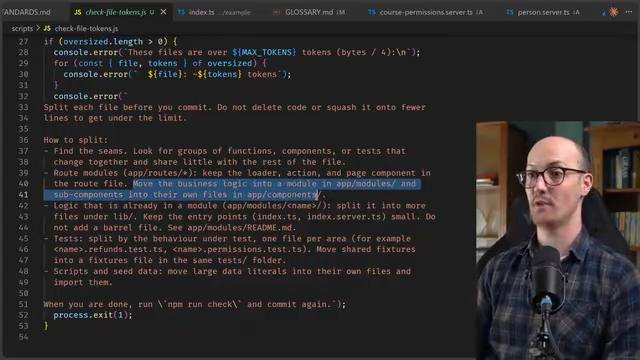 TANDARDS.md
JS check-file-tokens.js U
TS index.ts .../example
GLOSSARY.md
TS course-permissions.server.ts
TS person.server.ts
scripts > JS check-file-tokens.js
27 if (oversized.length > 0) {
28 console.error(`These files are over ${MAX_TOKENS} tokens (bytes / 4):\n`);
29 for (const { file, tokens } of oversized) {
30 console.error(`  ${file}: ~${tokens} tokens`);
31 }
32 console.error(`
33 Split each file before you commit. Do not delete code or squash it onto fewer
34 lines to get under the limit.
35
36 How to split:
37 - Find the seams. Look for groups of functions, components, or tests that
38 change together and share little with the rest of the file.
39 - Route modules (app/routes/*): keep the loader, action, and page component in
40 the route file. Move the business logic into a module in app/modules/ and
41 sub-components into their own files in app/components/.
42 - Logic that is already in a module (app/modules/<name>/): split it into more
43 files under lib/. Keep the entry points (index.ts, index.server.ts) small. Do
44 not add a barrel file. See app/modules/README.md.
45 - Tests: split by the behaviour under test, one file per area (for example
46 <name>.refunds.test.ts, <name>.permissions.test.ts). Move shared fixtures
47 into a fixtures file in the same tests/ folder.
48 - Scripts and seed data: move large data literals into their own files and
49 import them.
50
51 When you are done, run \`npm run check\` and commit again.`);
52 process.exit(1);
53 }
54